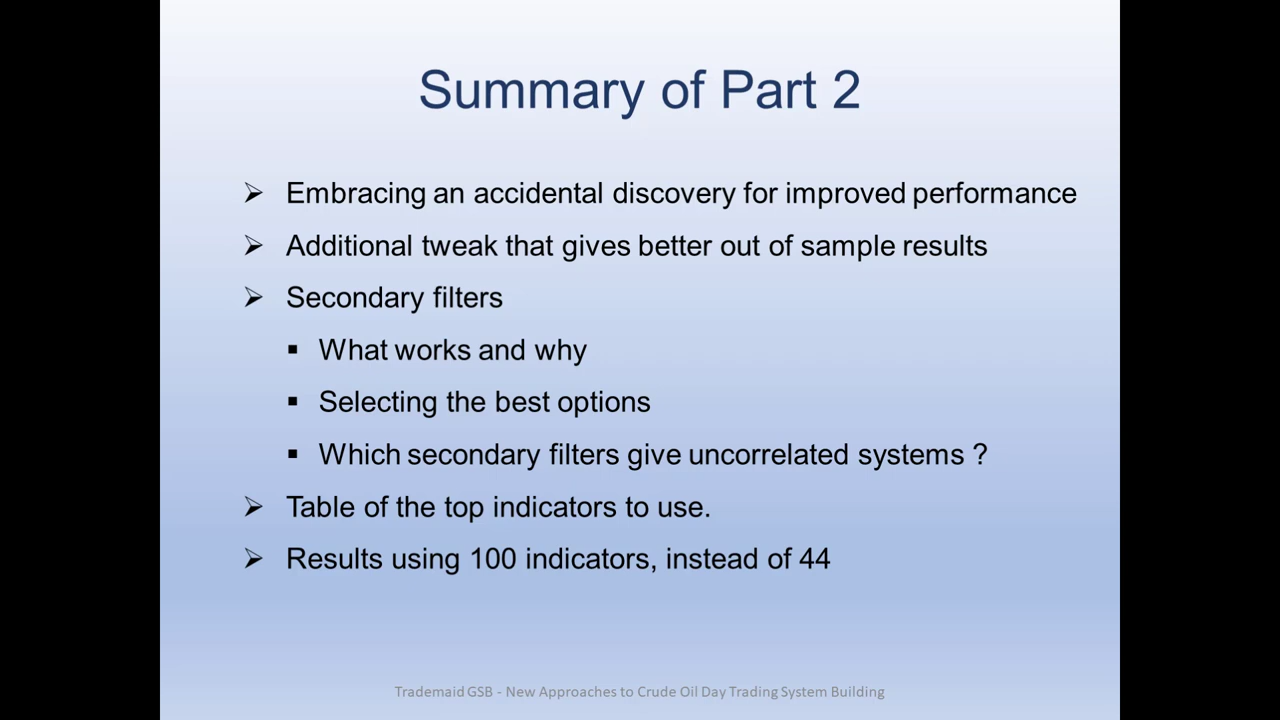 Summary of Part 2
➢ Embracing an accidental discovery for improved performance
➢ Additional tweak that gives better out of sample results
➢ Secondary filters
▪ What works and why
▪ Selecting the best options
▪ Which secondary filters give uncorrelated systems ?
➢ Table of the top indicators to use.
➢ Results using 100 indicators, instead of 44
Trademaid GSB - New Approaches to Crude Oil Day Trading System Building